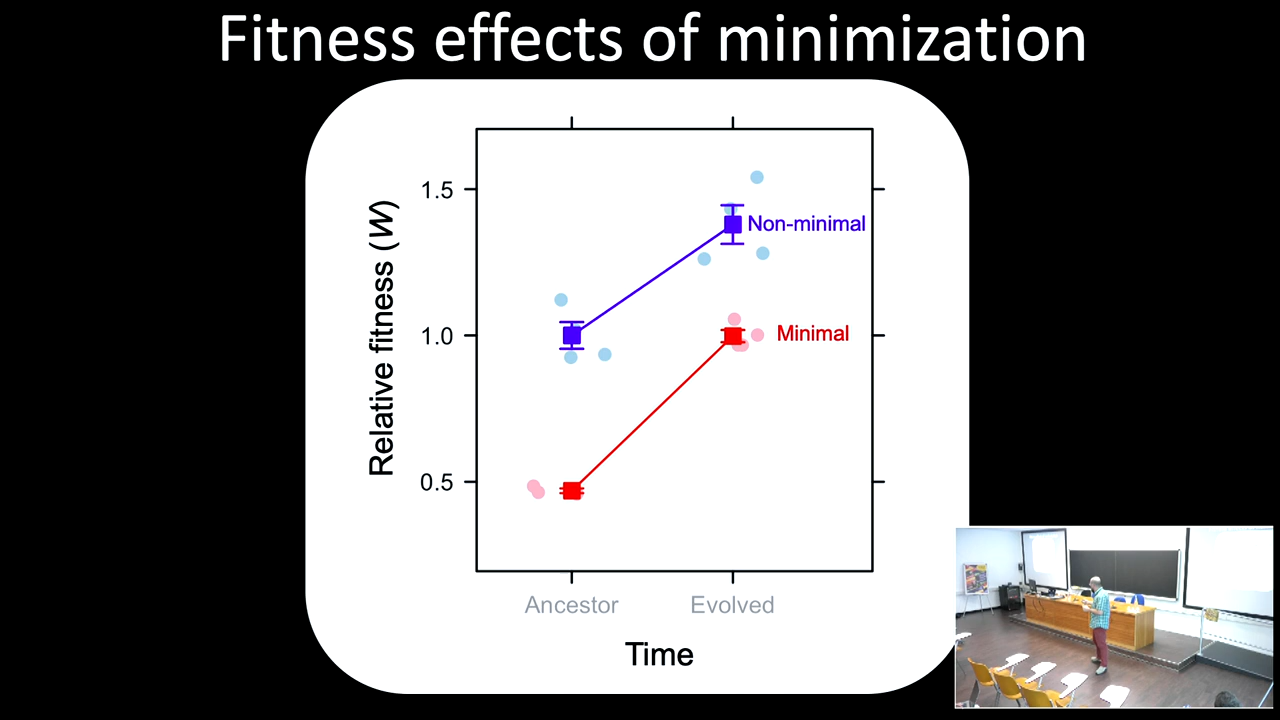 Fitness effects of minimization
Relative fitness (W)
1.5
1.0
0.5
Non-minimal
Minimal
Ancestor
Evolved
Time